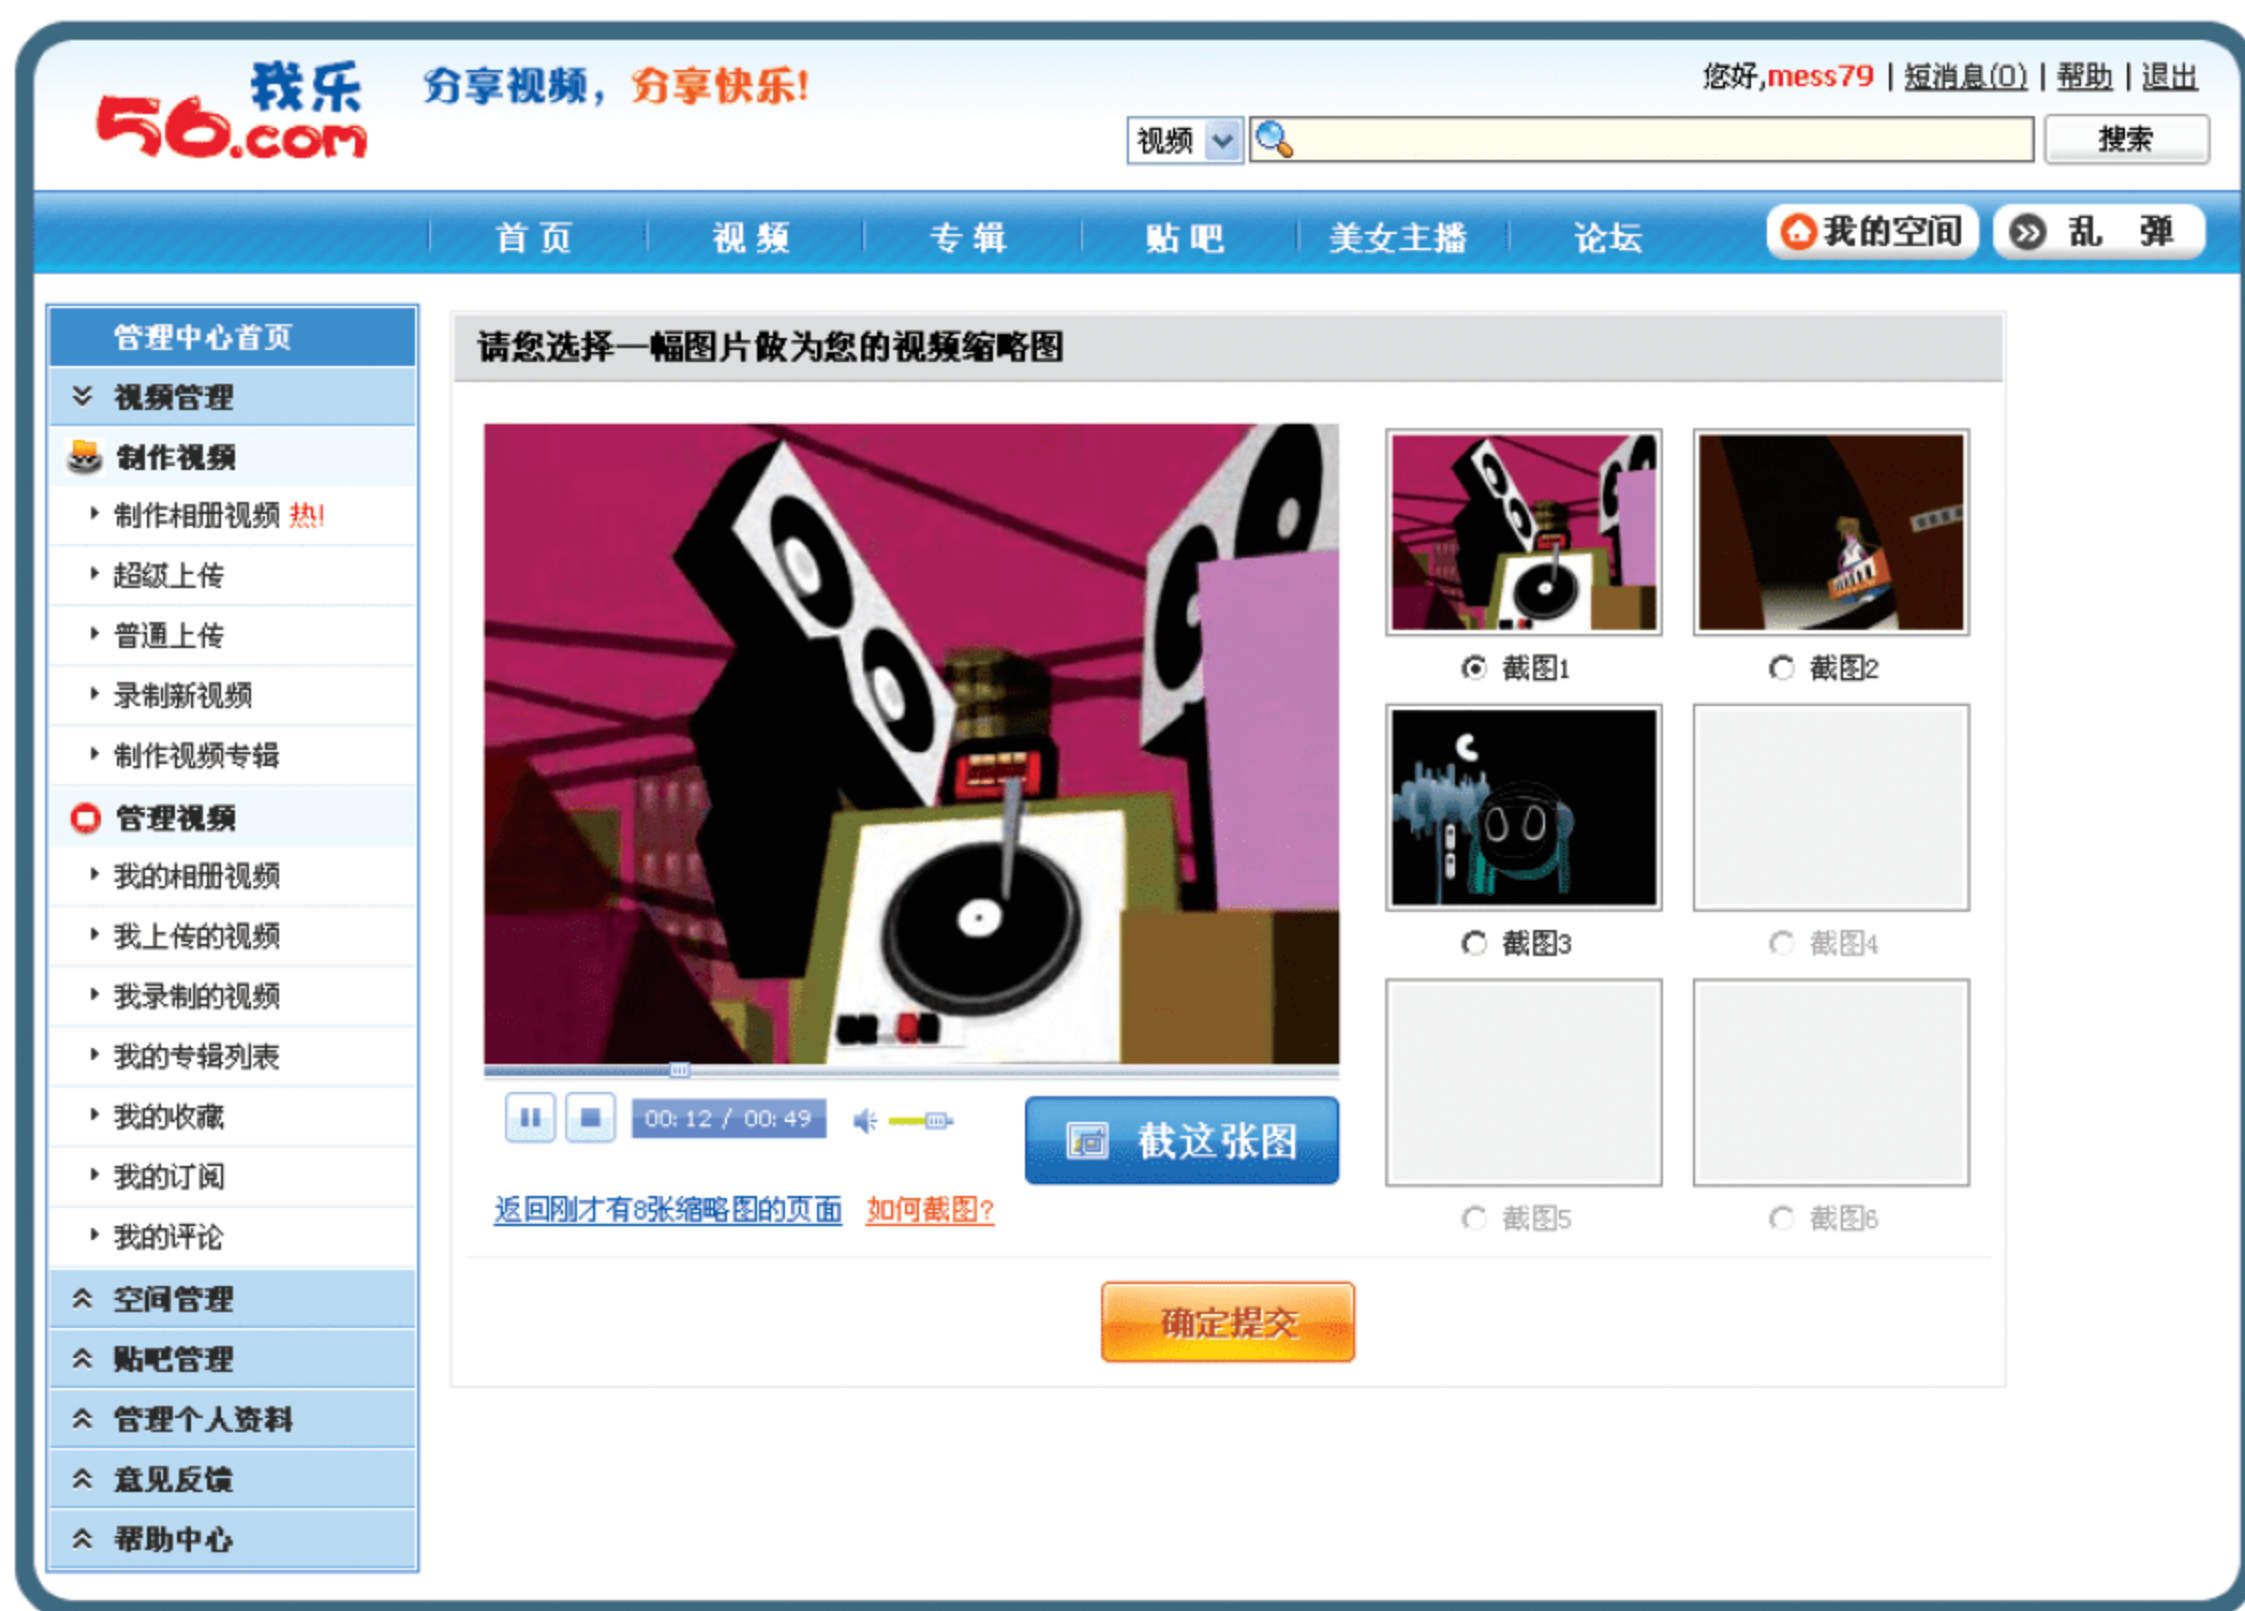 我乐
56.com
分享视频，分享快乐!
您好,mess79 | 短消息(0) | 帮助 | 退出
视频
搜索
首页 视频 专辑 贴吧 美女主播 论坛 我的空间 乱 弹
管理中心首页
视频管理
制作视频
制作相册视频 热!
超级上传
普通上传
录制新视频
制作视频专辑
管理视频
我的相册视频
我上传的视频
我录制的视频
我的专辑列表
我的收藏
我的订阅
我的评论
空间管理
贴吧管理
管理个人资料
意见反馈
帮助中心
请您选择一幅图片做为您的视频缩略图
截图1 截图2
截图3 截图4
截图5 截图6
00:12 / 00:49
截这张图
返回刚才有8张缩略图的页面 如何截图?
确定提交